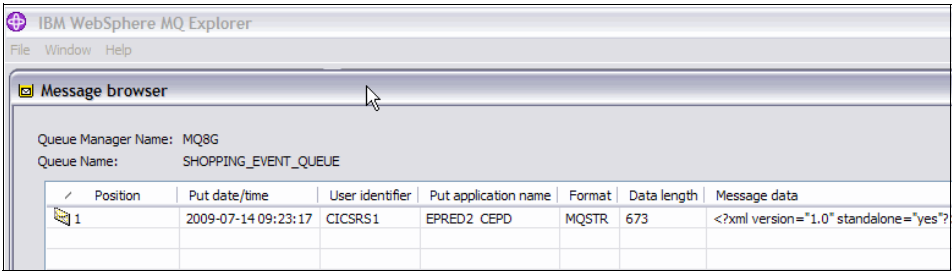 IBM WebSphere MQ Explorer
File Window Help
Message browser
Queue Manager Name: MQ8G
Queue Name: SHOPPING_EVENT_QUEUE
Position Put date/time User identifier Put application name Format Data length Message data
1 2009-07-14 09:23:17 CICSRS1 EPRED2 CEPD MQSTR 673 <?xml version="1.0" standalone="yes"?